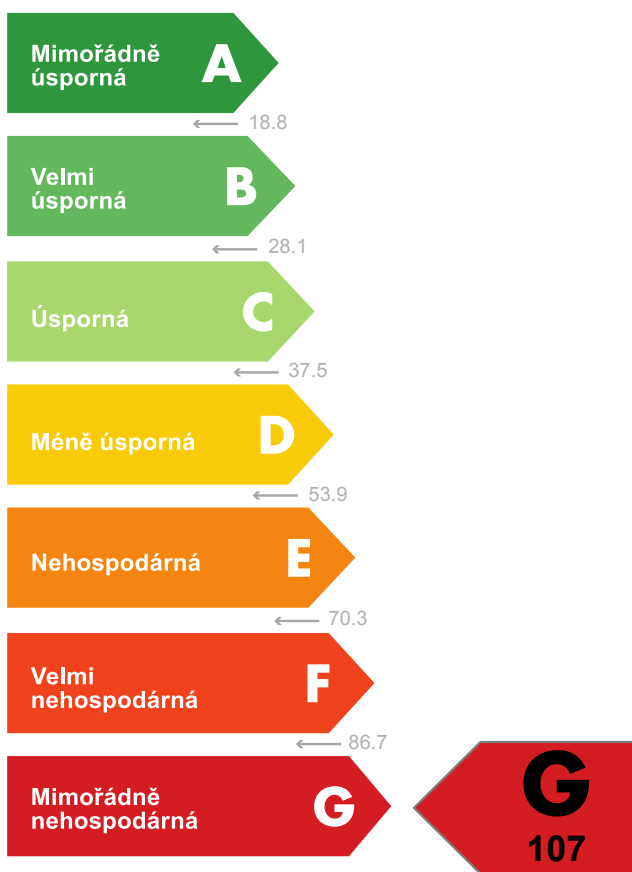 Mimořádně
úsporná
A
← 18.8
Velmi
úsporná
B
← 28.1
Úsporná
C
← 37.5
Méně úsporná
D
← 53.9
Nehospodárná
E
← 70.3
Velmi
nehospodárná
F
← 86.7
Mimořádně
nehospodárná
G
G
107